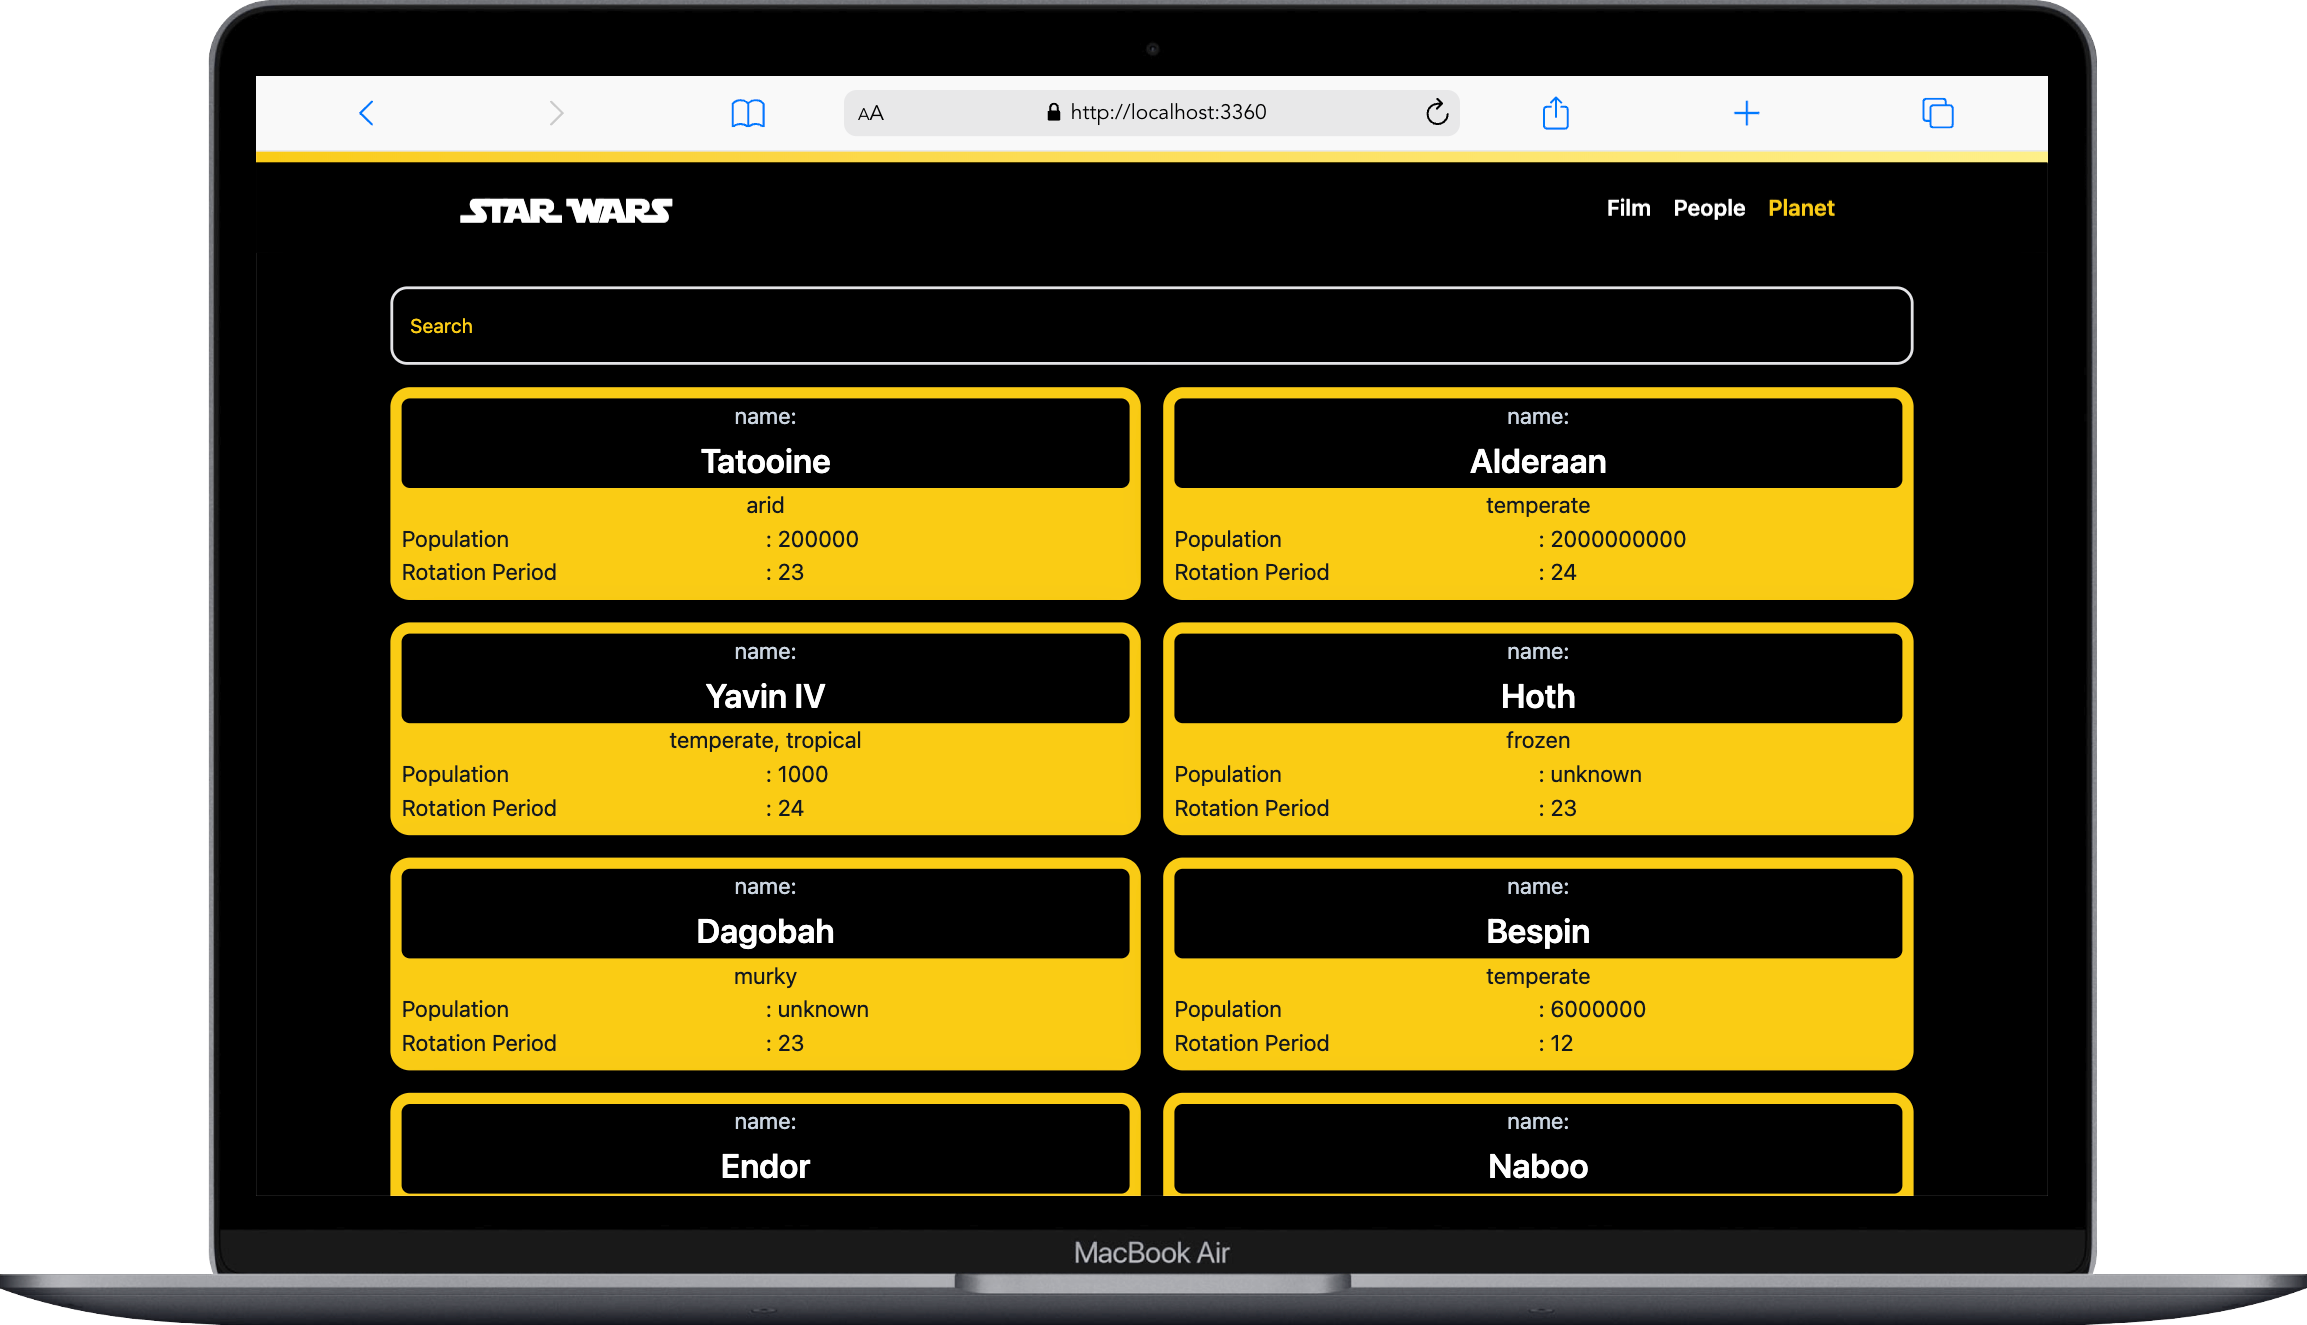 AA http://localhost:3360
STAR WARS Film People Planet
Search
name:
Tatooine
arid
Population : 200000
Rotation Period : 23
name:
Alderaan
temperate
Population : 2000000000
Rotation Period : 24
name:
Yavin IV
temperate, tropical
Population : 1000
Rotation Period : 24
name:
Hoth
frozen
Population : unknown
Rotation Period : 23
name:
Dagobah
murky
Population : unknown
Rotation Period : 23
name:
Bespin
temperate
Population : 6000000
Rotation Period : 12
name:
Endor
name:
Naboo
MacBook Air